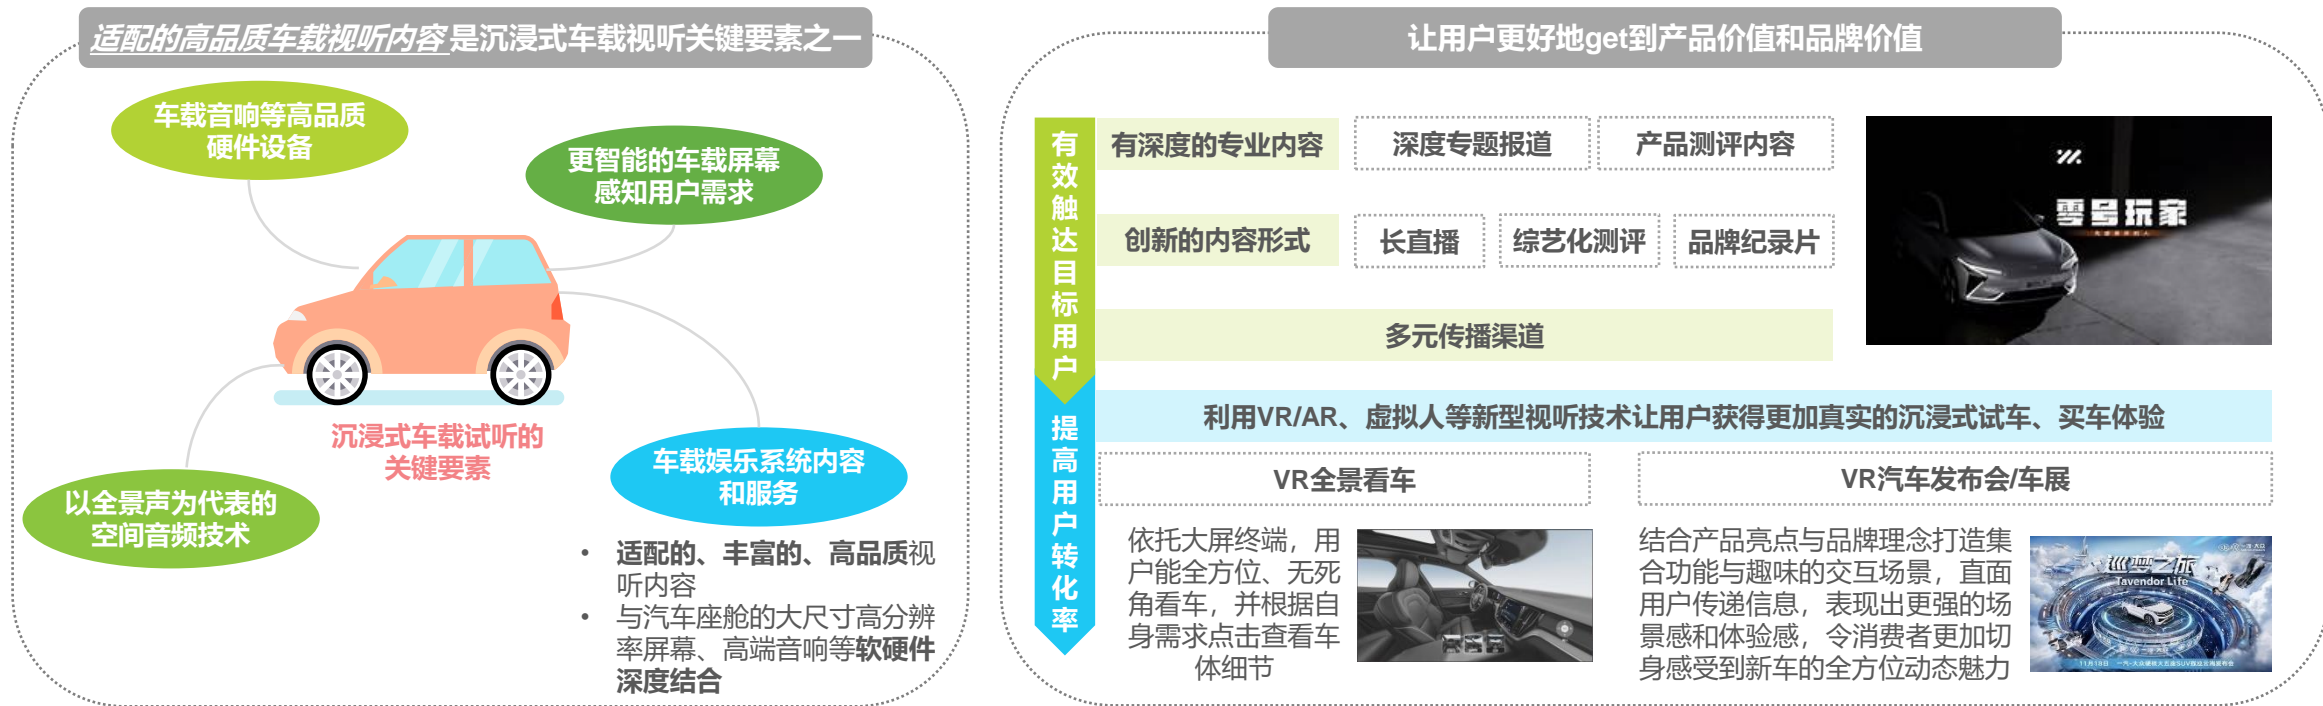 适配的高品质车载视听内容是沉浸式车载视听关键要素之一
车载音响等高品质
硬件设备
更智能的车载屏幕
感知用户需求
沉浸式车载试听的
关键要素
以全景声为代表的
空间音频技术
车载娱乐系统内容
和服务
• 适配的、丰富的、高品质视
听内容
• 与汽车座舱的大尺寸高分辨
率屏幕、高端音响等软硬件
深度结合
让用户更好地get到产品价值和品牌价值
有效触达目标用户
有深度的专业内容
深度专题报道
产品测评内容
创新的内容形式
长直播
综艺化测评
品牌纪录片
多元传播渠道
零号玩家
提高用户转化率
利用VR/AR、虚拟人等新型视听技术让用户获得更加真实的沉浸式试车、买车体验
VR全景看车
依托大屏终端，用
户能全方位、无死
角看车，并根据自
身需求点击查看车
体细节
VR汽车发布会/车展
结合产品亮点与品牌理念打造集
合功能与趣味的交互场景，直面
用户传递信息，表现出更强的场
景感和体验感，令消费者更加切
身感受到新车的全方位动态魅力
一汽-大众
巡梦之旅
Tavendor Life